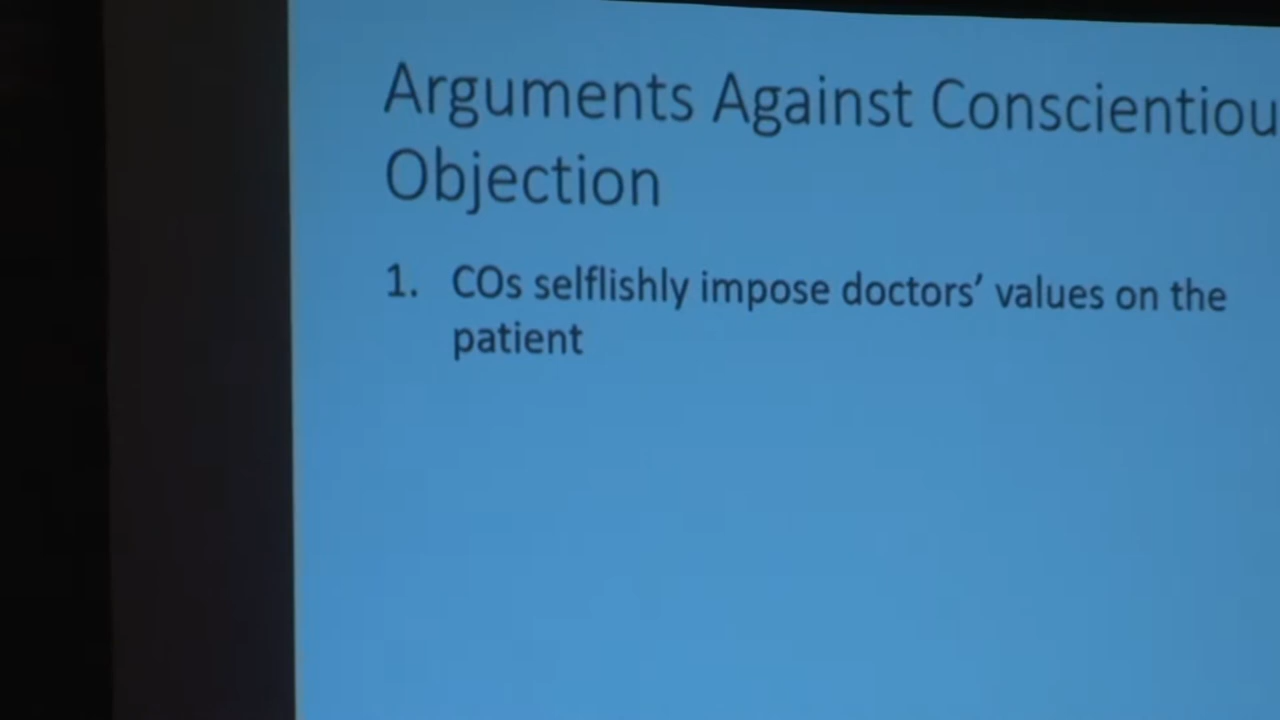 Arguments Against Conscientiou
Objection
1. COs selflishly impose doctors’ values on the
patient